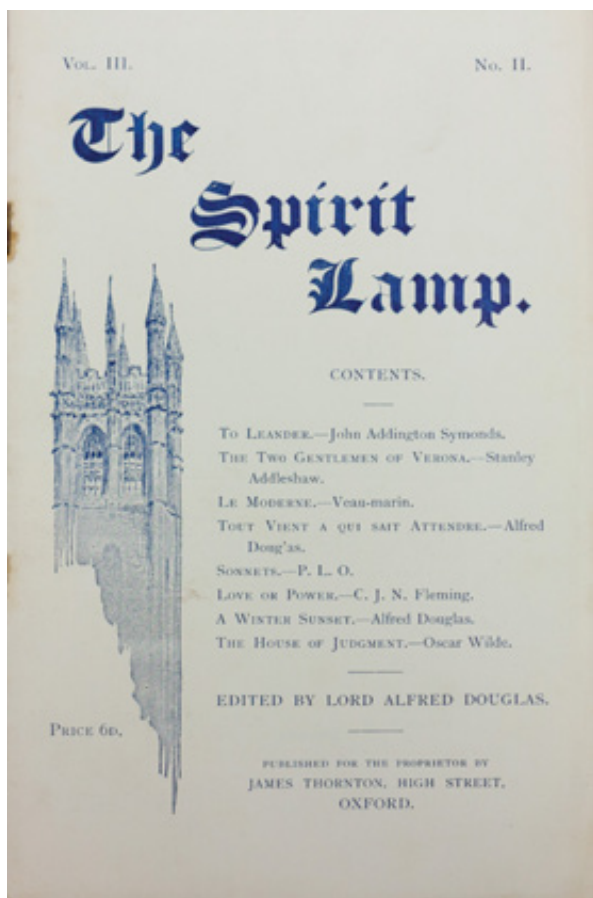 VOL. III.
No. II.
The
Spirit
Lamp.
CONTENTS.
TO LEANDER.—John Addington Symonds.
THE TWO GENTLEMEN OF VERONA.—Stanley
Addleshaw.
LE MODERNE.—Veau-marin.
TOUT VIENT A QUI SAIT ATTENDRE.—Alfred
Doug'as.
SONNETS.—P. L. O.
LOVE OR POWER.—C. J. N. Fleming.
A WINTER SUNSET.—Alfred Douglas.
THE HOUSE OF JUDGMENT.—Oscar Wilde.
EDITED BY LORD ALFRED DOUGLAS.
PRICE 6D.
PUBLISHED FOR THE PROPRIETOR BY
JAMES THORNTON, HIGH STREET,
OXFORD.